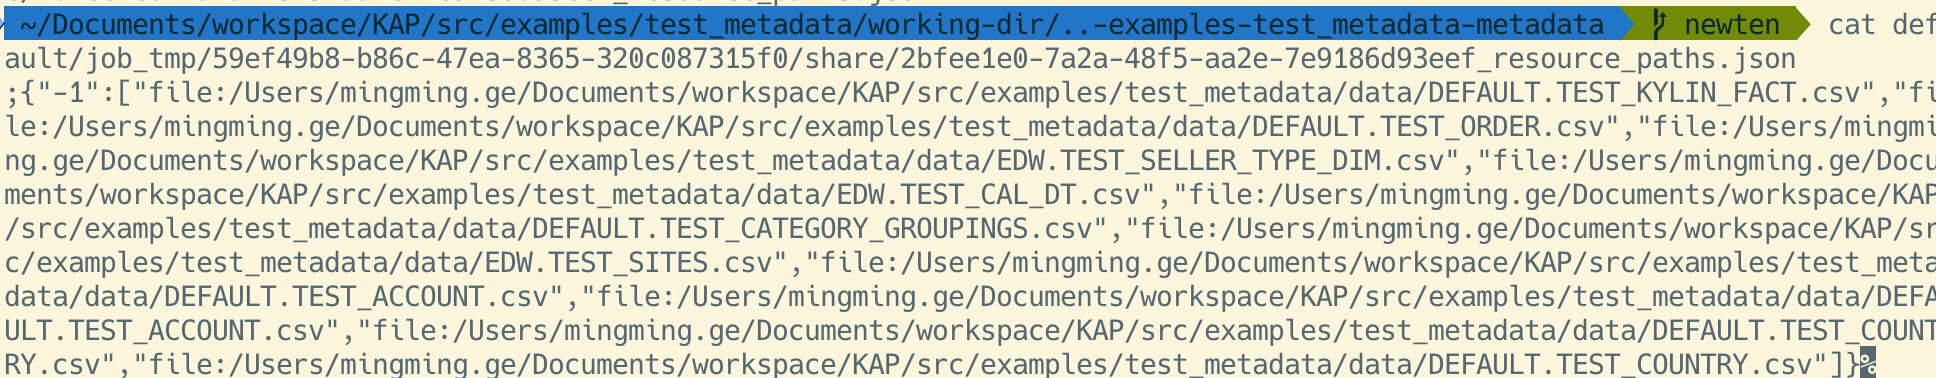 ~/Documents/workspace/KAP/src/examples/test_metadata/working-dir/..-examples-test_metadata-metadata newten cat def
ault/job_tmp/59ef49b8-b86c-47ea-8365-320c087315f0/share/2bfee1e0-7a2a-48f5-aa2e-7e9186d93eef_resource_paths.json
;{"-1":["file:/Users/mingming.ge/Documents/workspace/KAP/src/examples/test_metadata/data/DEFAULT.TEST_KYLIN_FACT.csv","fi
le:/Users/mingming.ge/Documents/workspace/KAP/src/examples/test_metadata/data/DEFAULT.TEST_ORDER.csv","file:/Users/mingmi
ng.ge/Documents/workspace/KAP/src/examples/test_metadata/data/EDW.TEST_SELLER_TYPE_DIM.csv","file:/Users/mingming.ge/Docu
ments/workspace/KAP/src/examples/test_metadata/data/EDW.TEST_CAL_DT.csv","file:/Users/mingming.ge/Documents/workspace/KAP
/src/examples/test_metadata/data/DEFAULT.TEST_CATEGORY_GROUPINGS.csv","file:/Users/mingming.ge/Documents/workspace/KAP/sr
c/examples/test_metadata/data/EDW.TEST_SITES.csv","file:/Users/mingming.ge/Documents/workspace/KAP/src/examples/test_meta
data/data/DEFAULT.TEST_ACCOUNT.csv","file:/Users/mingming.ge/Documents/workspace/KAP/src/examples/test_metadata/data/DEFA
ULT.TEST_ACCOUNT.csv","file:/Users/mingming.ge/Documents/workspace/KAP/src/examples/test_metadata/data/DEFAULT.TEST_COUNT
RY.csv","file:/Users/mingming.ge/Documents/workspace/KAP/src/examples/test_metadata/data/DEFAULT.TEST_COUNTRY.csv"]}%